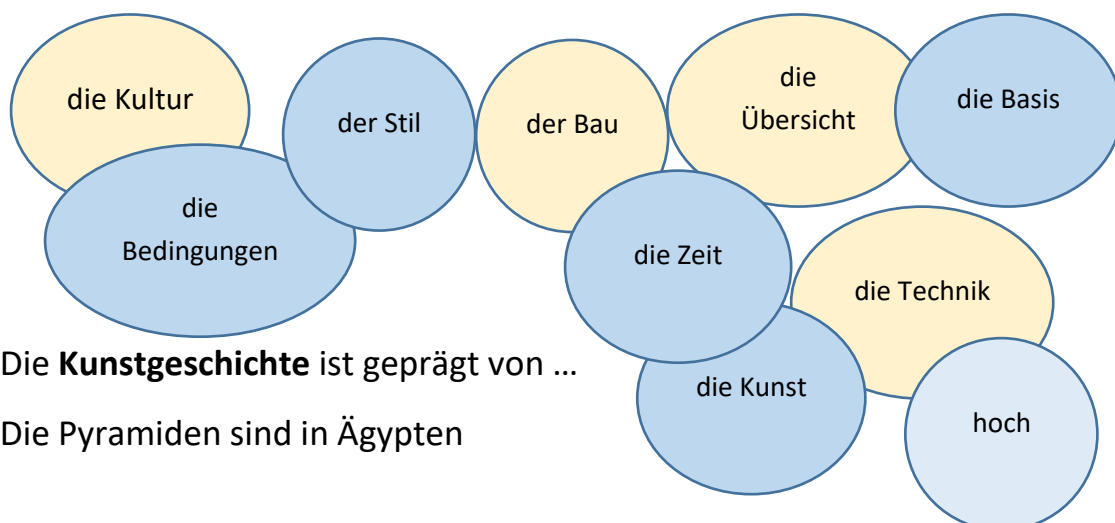 die Kultur
der Stil
der Bau
die
Übersicht
die Basis
die
Bedingungen
die Zeit
die Technik
Die Kunstgeschichte ist geprägt von …
die Kunst
hoch
Die Pyramiden sind in Ägypten